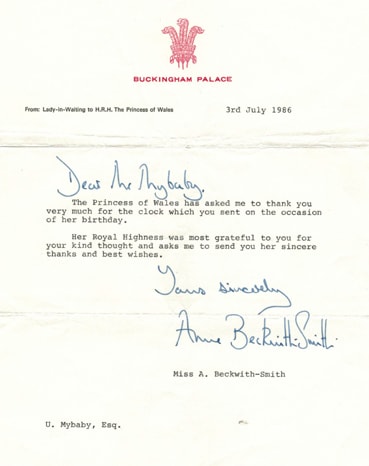 BUCKINGHAM PALACE
From: Lady-in-Waiting to H.R.H. The Princess of Wales
3rd July 1986
Dear Mr Mybaby,
The Princess of Wales has asked me to thank you
very much for the clock which you sent on the occasion
of her birthday.
Her Royal Highness was most grateful to you for
your kind thought and asks me to send you her sincere
thanks and best wishes.
Yours sincerely
Anne Beckwith-Smith
Miss A. Beckwith-Smith
U. Mybaby, Esq.